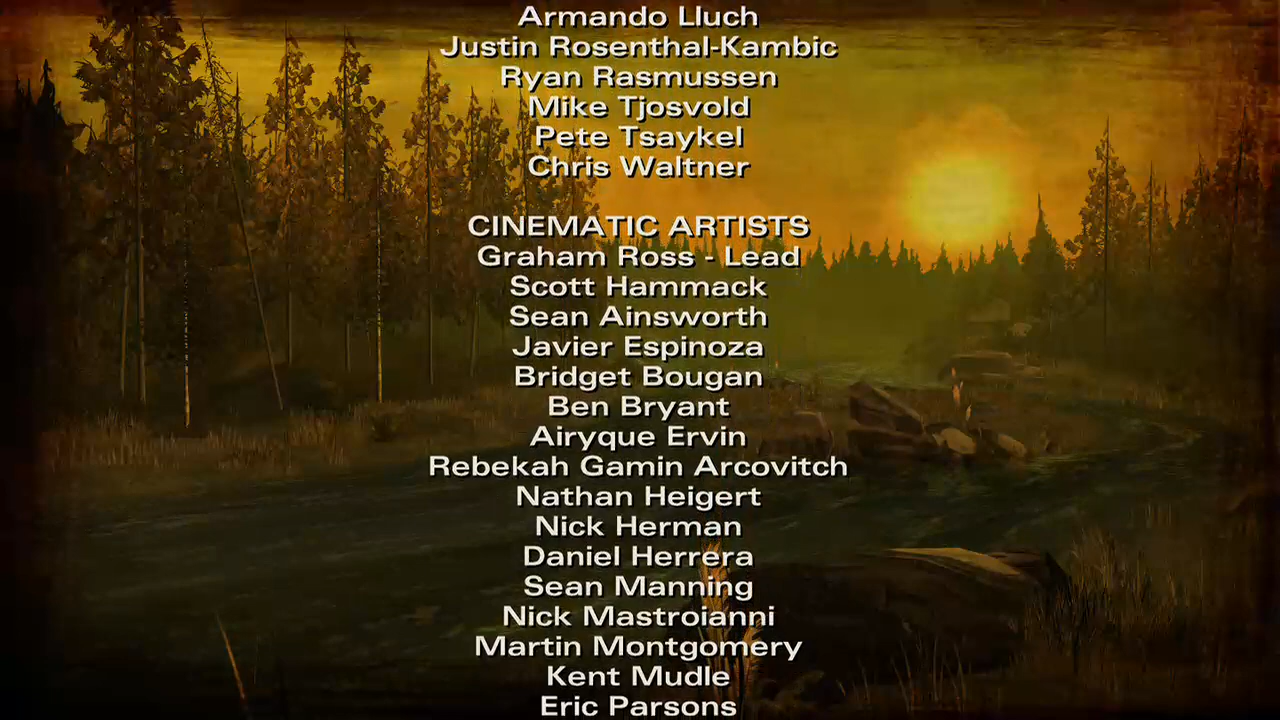 Armando Lluch
Justin Rosenthal-Kambic
Ryan Rasmussen
Mike Tjosvold
Pete Tsaykel
Chris Waltner
CINEMATIC ARTISTS
Graham Ross - Lead
Scott Hammack
Sean Ainsworth
Javier Espinoza
Bridget Bougan
Ben Bryant
Airyque Ervin
Rebekah Gamin Arcovitch
Nathan Heigert
Nick Herman
Daniel Herrera
Sean Manning
Nick Mastroianni
Martin Montgomery
Kent Mudle
Eric Parsons